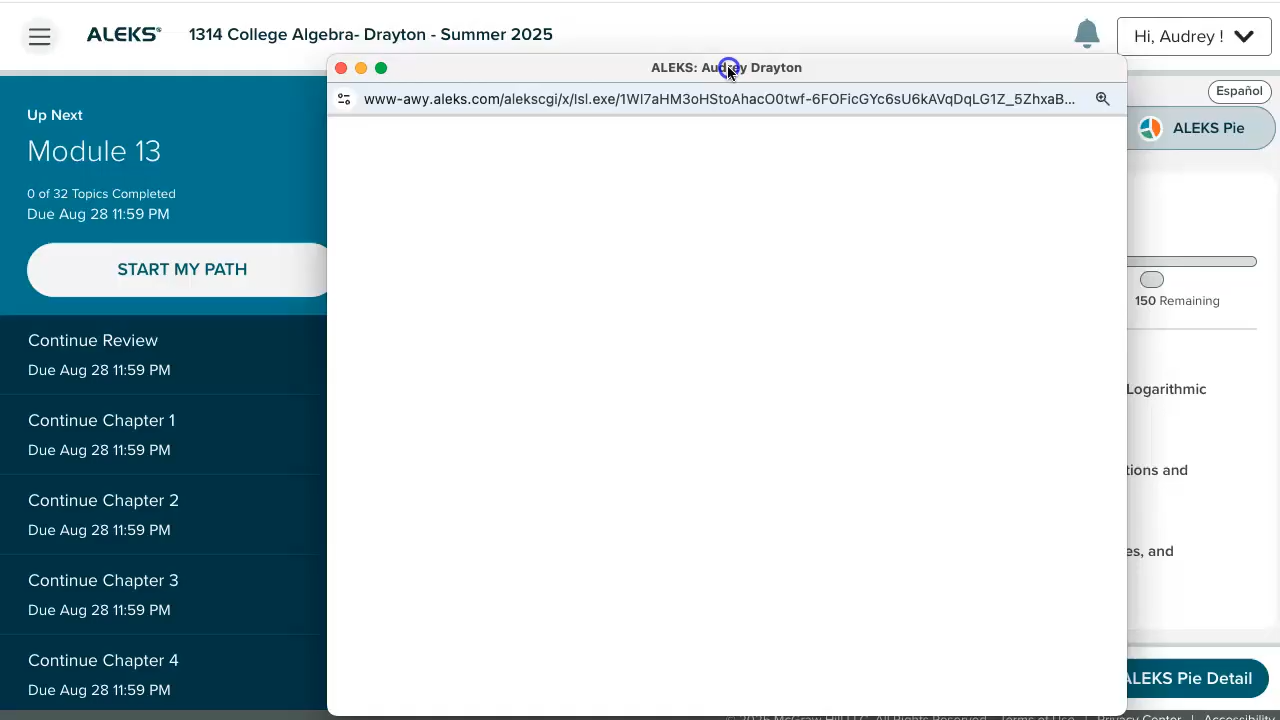 ALEKS® 1314 College Algebra- Drayton - Summer 2025
Hi, Audrey !
ALEKS: Audrey Drayton
Español
www-awy.aleks.com/alekscgi/x/lsl.exe/1Wl7aHM3oHStoAhacO0twf-6FOFicGYc6sU6kAVqDqLG1Z_5ZhxaB...
ALEKS Pie
Up Next
Module 13
0 of 32 Topics Completed
Due Aug 28 11:59 PM
START MY PATH
150 Remaining
Continue Review
Due Aug 28 11:59 PM
Logarithmic
Continue Chapter 1
Due Aug 28 11:59 PM
tions and
Continue Chapter 2
Due Aug 28 11:59 PM
es, and
Continue Chapter 3
Due Aug 28 11:59 PM
Continue Chapter 4
Due Aug 28 11:59 PM
ALEKS Pie Detail